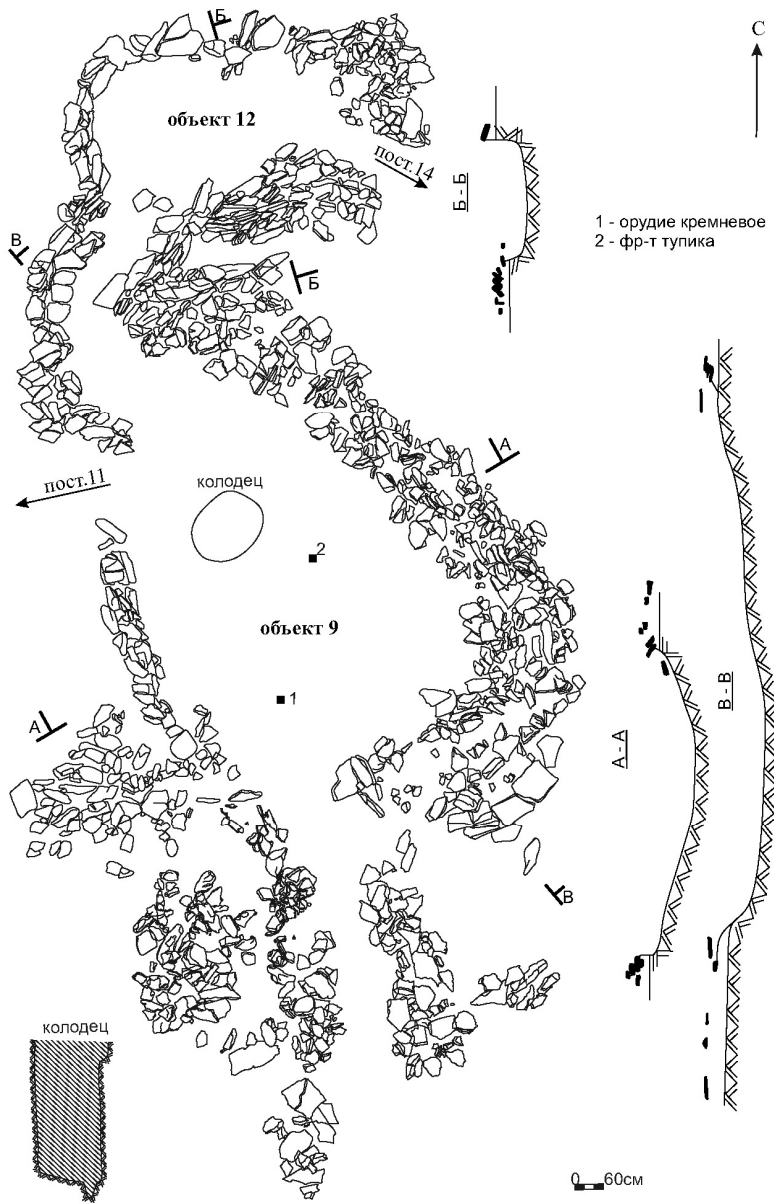 Б
С
объект 12
пост.14
Б - Б
1 - орудие кремневое
2 - фр-т тупика
В
Б
А
пост.11
колодец
2
объект 9
1
А
А - А
В - В
В
колодец
0 60см